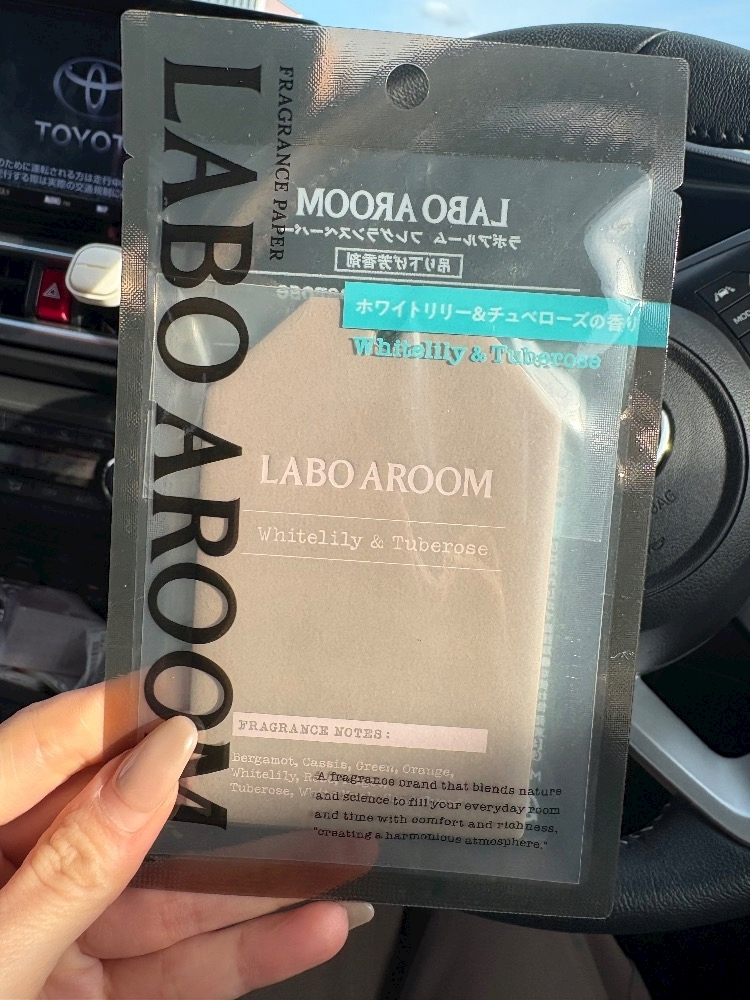 LABO AROOM
FRAGRANCE PAPER
LABO AROOM
ラボアルーム フレグランスペーパー
吊り下げ芳香剤
ホワイトリリー&チュベローズの香り
Whitelily & Tuberose
LABO AROOM
Whitelily & Tuberose
FRAGRANCE NOTES:
Bergamot, Cassis, Green, Orange,
Whitelily,
Tuberose,
A fragrance brand that blends nature
and science to fill your everyday room
and time with comfort and richness,
"creating a harmonious atmosphere."
TOYOT
AG